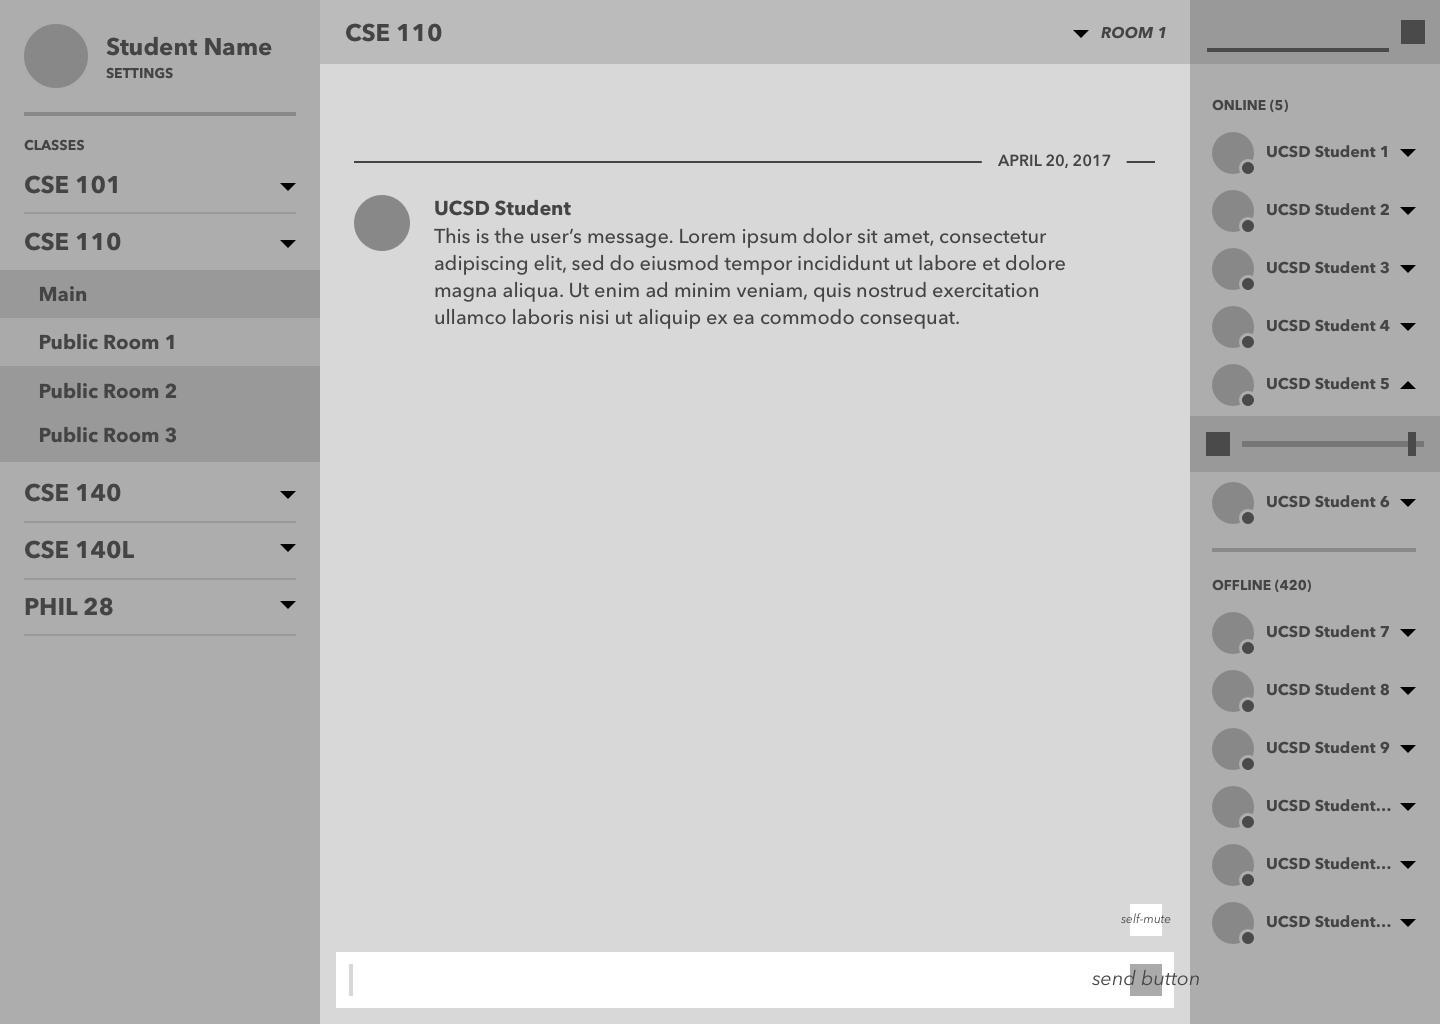 Student Name
SETTINGS
CLASSES
CSE 101
CSE 110
Main
Public Room 1
Public Room 2
Public Room 3
CSE 140
CSE 140L
PHIL 28
CSE 110
ROOM 1
APRIL 20, 2017
UCSD Student
This is the user’s message. Lorem ipsum dolor sit amet, consectetur
adipiscing elit, sed do eiusmod tempor incididunt ut labore et dolore
magna aliqua. Ut enim ad minim veniam, quis nostrud exercitation
ullamco laboris nisi ut aliquip ex ea commodo consequat.
self-mute
send button
ONLINE (5)
UCSD Student 1
UCSD Student 2
UCSD Student 3
UCSD Student 4
UCSD Student 5
UCSD Student 6
OFFLINE (420)
UCSD Student 7
UCSD Student 8
UCSD Student 9
UCSD Student...
UCSD Student...
UCSD Student...